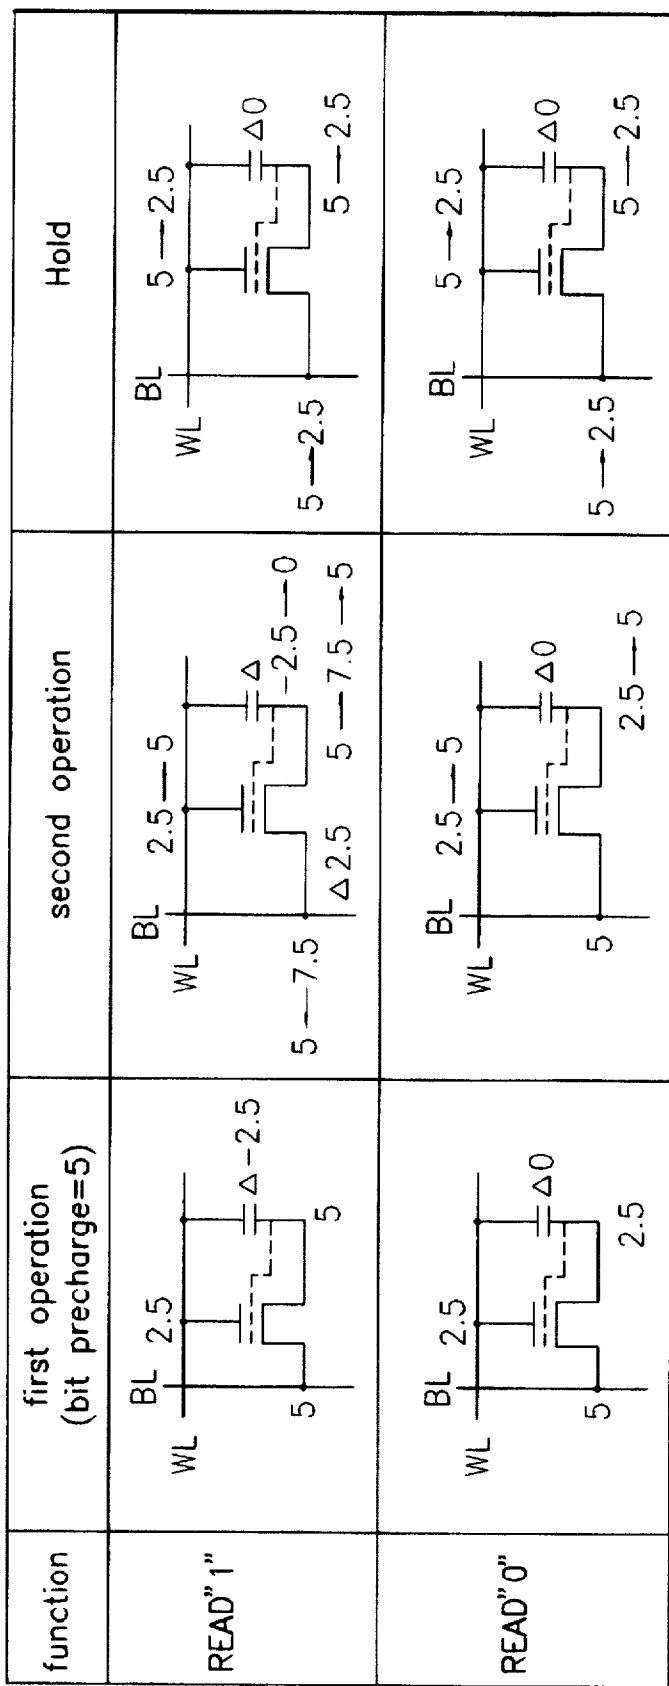 function
first operation
(bit precharge=5)
second operation
Hold
READ"1"
BL
WL
2.5
Δ-2.5
5
5
BL
WL
2.5→5
Δ
-2.5→0
5→7.5→5
Δ2.5
5→7.5
BL
WL
5→2.5
Δ0
5→2.5
5→2.5
READ"0"
BL
WL
2.5
Δ0
2.5
5
BL
WL
2.5→5
Δ0
2.5→5
5
BL
WL
5→2.5
Δ0
5→2.5
5→2.5